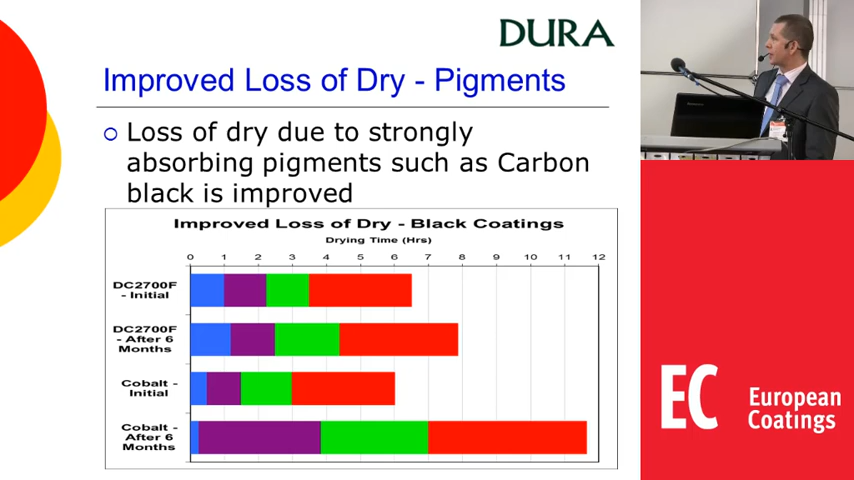 DURA
Improved Loss of Dry - Pigments
Loss of dry due to strongly
absorbing pigments such as Carbon
black is improved
Improved Loss of Dry - Black Coatings
Drying Time (Hrs)
0 1 2 3 4 5 6 7 8 9 10 11 12
DC2700F
- Initial
DC2700F
- After 6
Months
Cobalt -
Initial
Cobalt -
After 6
Months
EC
European
Coatings